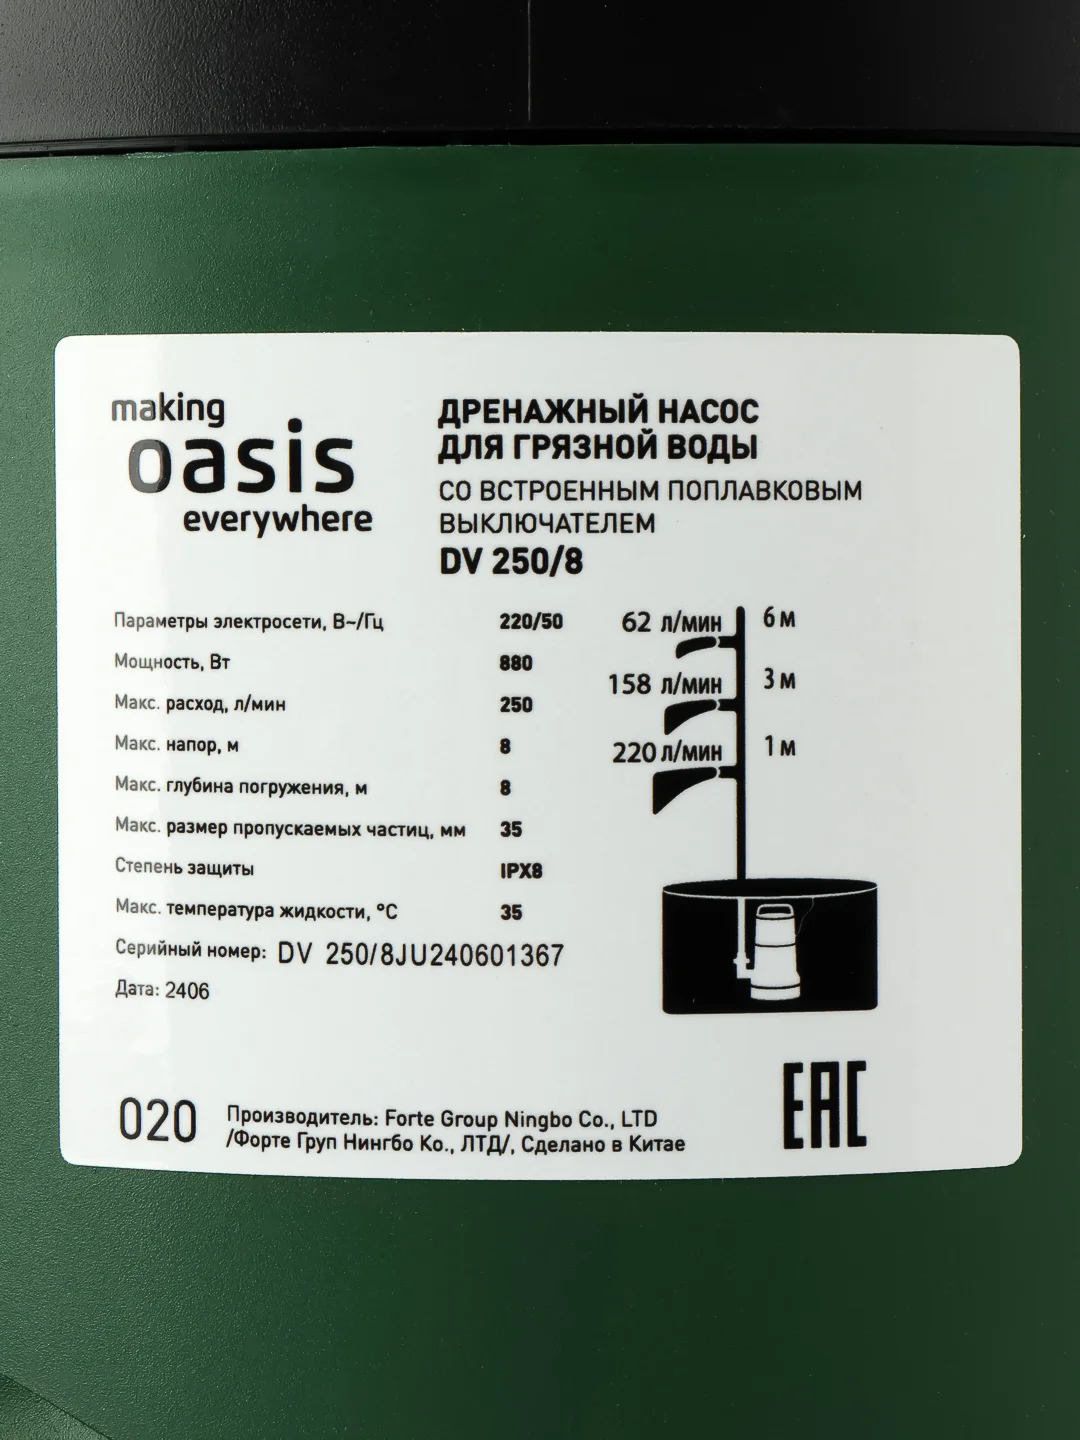 making
oasis
everywhere
ДРЕНАЖНЫЙ НАСОС
ДЛЯ ГРЯЗНОЙ ВОДЫ
СО ВСТРОЕННЫМ ПОПЛАВКОВЫМ
ВЫКЛЮЧАТЕЛЕМ
DV 250/8
Параметры электросети, В~/Гц 220/50
Мощность, Вт 880
Макс. расход, л/мин 250
Макс. напор, м 8
Макс. глубина погружения, м 8
Макс. размер пропускаемых частиц, мм 35
Степень защиты IPX8
Макс. температура жидкости, °C 35
Серийный номер: DV 250/8JU240601367
Дата: 2406
62 л/мин 6 м
158 л/мин 3 м
220 л/мин 1 м
020
Производитель: Forte Group Ningbo Co., LTD
/Форте Груп Нингбо Ко., ЛТД/, Сделано в Китае
EAC